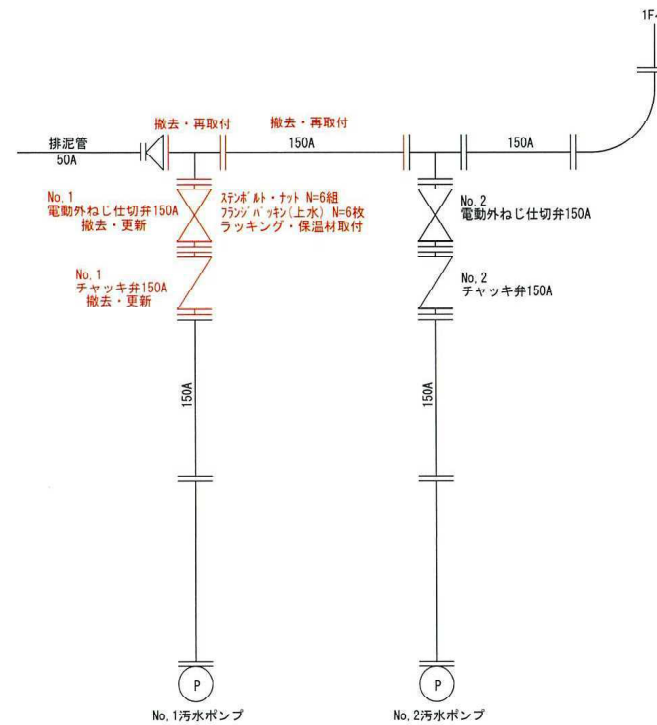 1F
撤去・再取付
撤去・再取付
排泥管
50A
150A
150A
No.1
電動外ねじ仕切弁150A
撤去・更新
ステンボルト・ナット N=6組
フランジパッキン(上水) N=6枚
ラッキング・保温材取付
No.2
電動外ねじ仕切弁150A
No.1
チャッキ弁150A
撤去・更新
No.2
チャッキ弁150A
150A
150A
P
P
No.1汚水ポンプ
No.2汚水ポンプ